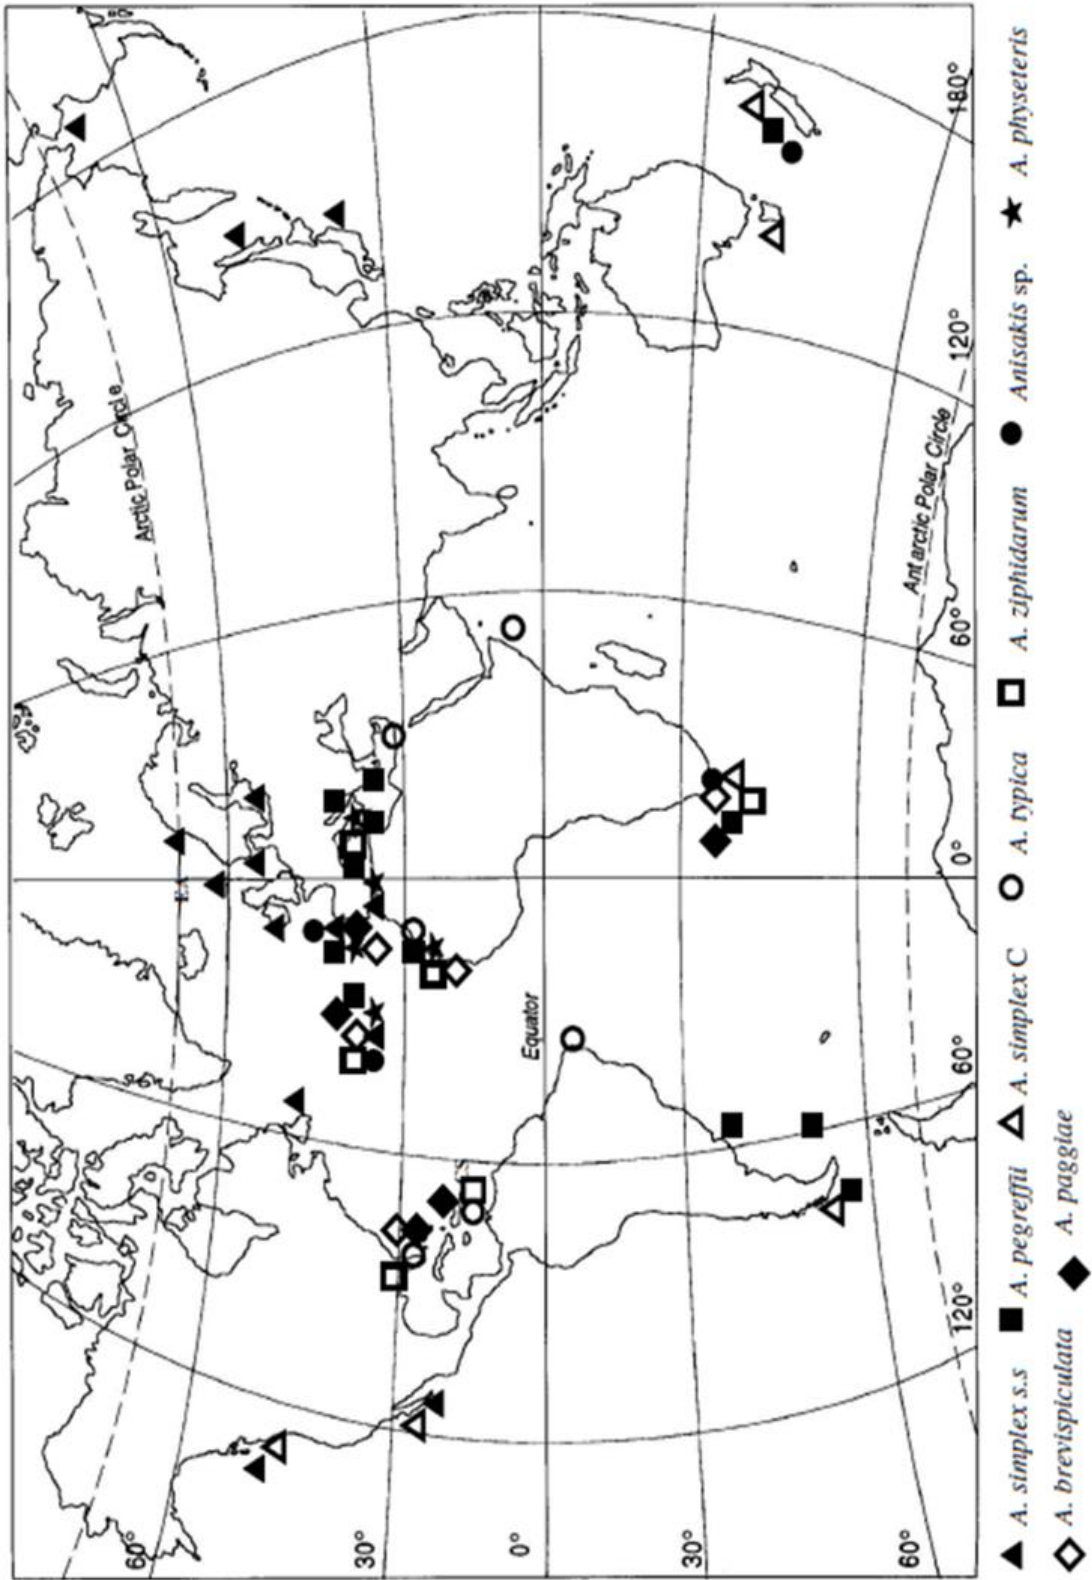 Arctic Polar Circle
Equator
Antarctic Polar Circle
60°
30°
0°
30°
60°
120°
60°
0°
60°
120°
180°
A. simplex s.s
A. pegreffii
A. simplex C
A. typica
A. ziphidarum
Anisakis sp.
A. physeteris
A. brevispiculata
A. paggiae